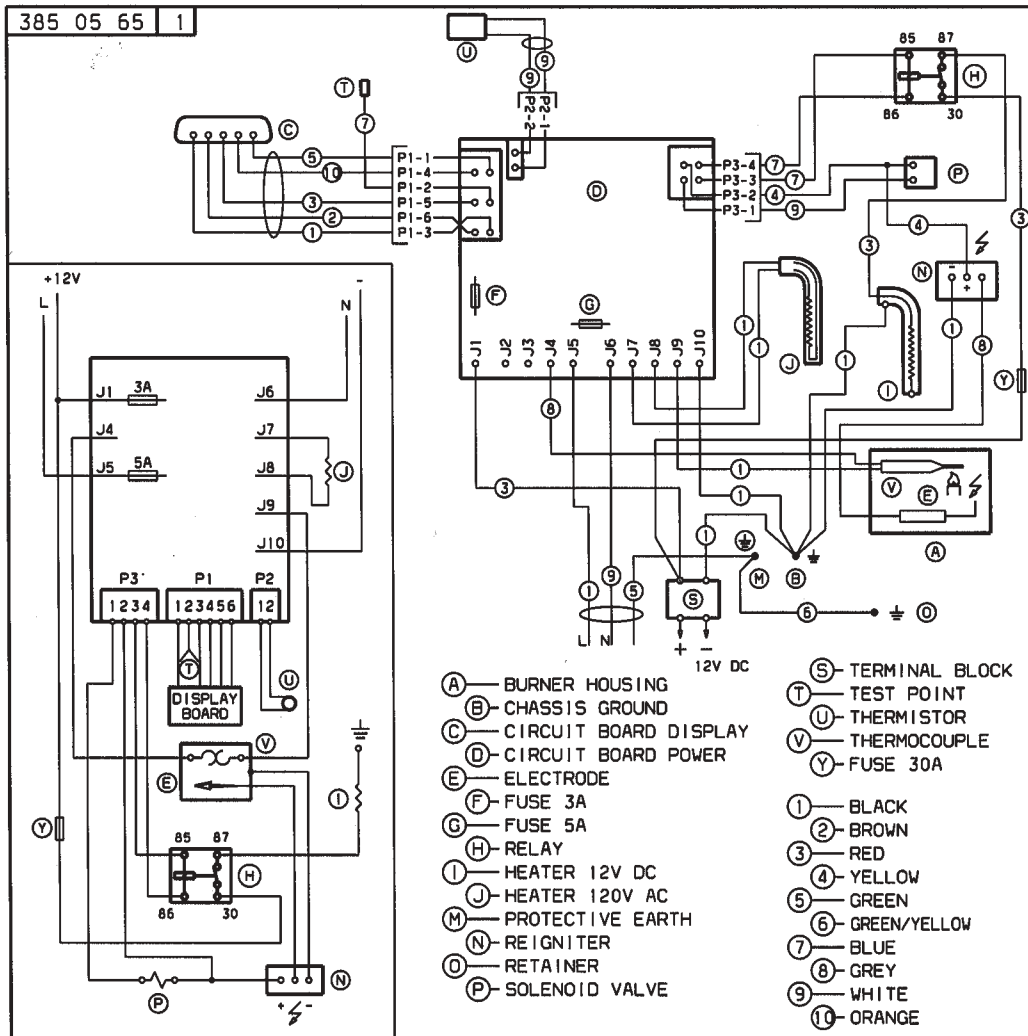 385 05 65 1
U
9
9
P2-2
P2-1
T
7
C
5
10
3
2
1
P1-1
P1-4
P1-2
P1-5
P1-6
P1-3
D
F
G
J1
J2
J3
J4
J5
J6
J7
J8
J9
J10
P3-4
P3-3
P3-2
P3-1
7
7
4
9
85 87
86 30
H
P
3
3
4
N
- +
1
8
1
1
J
1
I
Y
8
3
1
1
V
E
A
1
9
5
L N
1
M
B
S
+ -
12V DC
6
O
+12V
-
L
N
J1 3A
J4
J5 5A
J6
J7
J8
J9
J10
J
P3 P1 P2
1234 123456 12
T
DISPLAY
BOARD
U
V
E
I
Y
85 87
86 30
H
P
N
+ -
A BURNER HOUSING
B CHASSIS GROUND
C CIRCUIT BOARD DISPLAY
D CIRCUIT BOARD POWER
E ELECTRODE
F FUSE 3A
G FUSE 5A
H RELAY
I HEATER 12V DC
J HEATER 120V AC
M PROTECTIVE EARTH
N REIGNITER
O RETAINER
P SOLENOID VALVE
S TERMINAL BLOCK
T TEST POINT
U THERMISTOR
V THERMOCOUPLE
Y FUSE 30A
1 BLACK
2 BROWN
3 RED
4 YELLOW
5 GREEN
6 GREEN/YELLOW
7 BLUE
8 GREY
9 WHITE
10 ORANGE